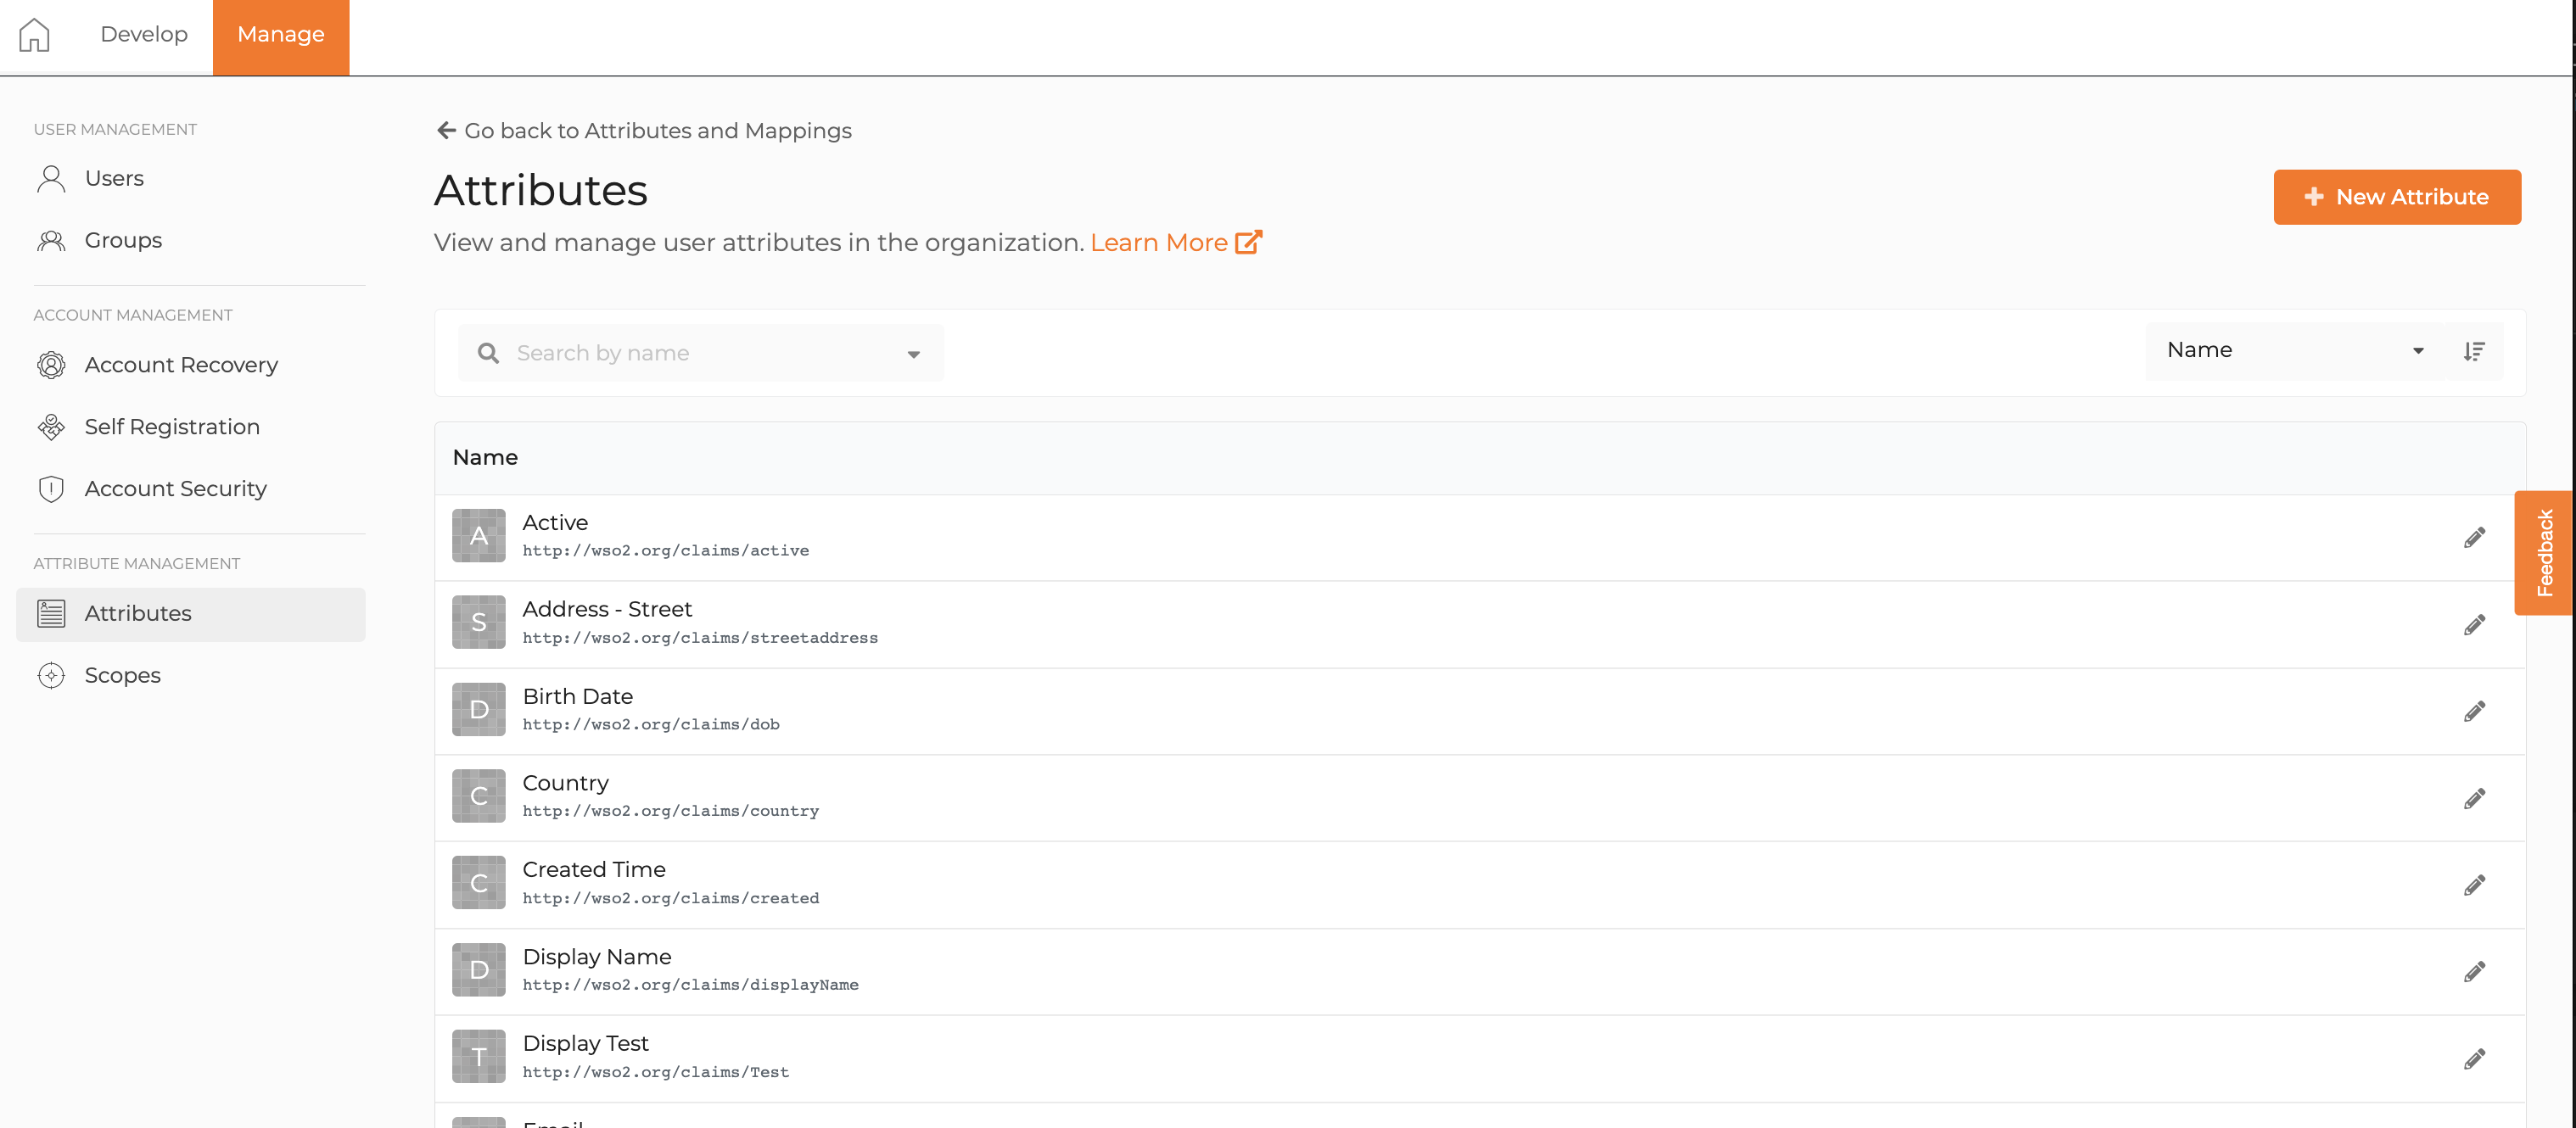 Develop
Manage
USER MANAGEMENT
Users
Groups
ACCOUNT MANAGEMENT
Account Recovery
Self Registration
Account Security
ATTRIBUTE MANAGEMENT
Attributes
Scopes
Go back to Attributes and Mappings
Attributes
View and manage user attributes in the organization. Learn More
New Attribute
Search by name
Name
Name
A
Active
http://wso2.org/claims/active
S
Address - Street
http://wso2.org/claims/streetaddress
D
Birth Date
http://wso2.org/claims/dob
C
Country
http://wso2.org/claims/country
C
Created Time
http://wso2.org/claims/created
D
Display Name
http://wso2.org/claims/displayName
T
Display Test
http://wso2.org/claims/Test
Email
Feedback